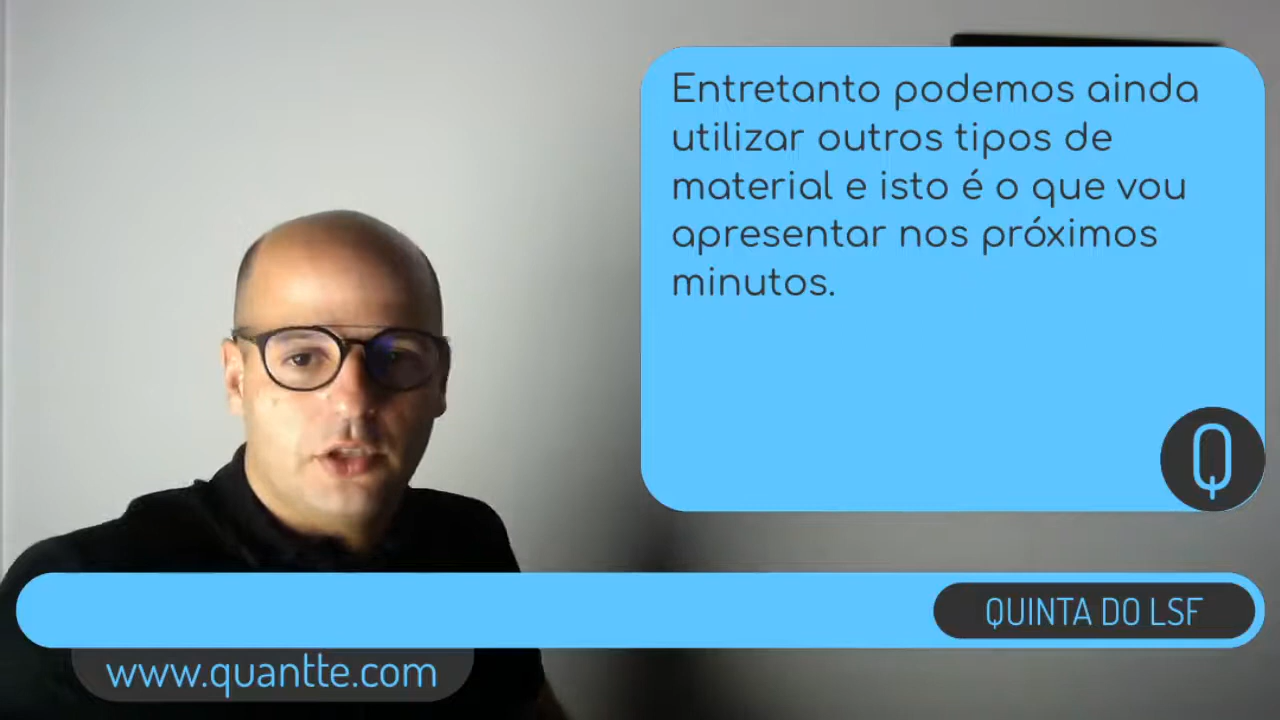 Entretanto podemos ainda
utilizar outros tipos de
material e isto é o que vou
apresentar nos próximos
minutos.
Q
QUINTA DO LSF
www.quantte.com